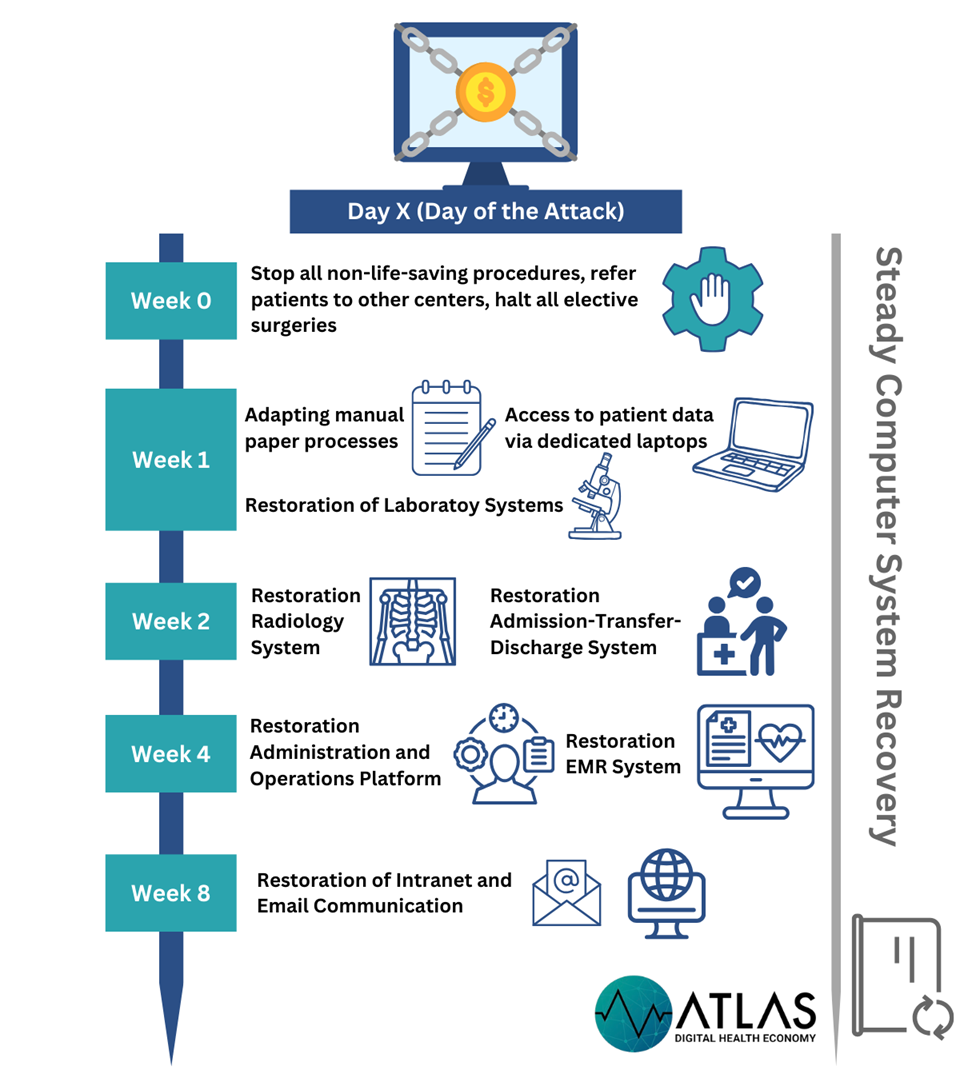 $
Day X (Day of the Attack)
Week 0
Stop all non-life-saving procedures, refer
patients to other centers, halt all elective
surgeries
Week 1
Adapting manual
paper processes
Access to patient data
via dedicated laptops
Restoration of Laboratoy Systems
Week 2
Restoration
Radiology
System
Restoration
Admission-Transfer-
Discharge System
Week 4
Restoration
Administration and
Operations Platform
Restoration
EMR System
Week 8
Restoration of Intranet and
Email Communication
@
Steady Computer System Recovery
ATLAS
DIGITAL HEALTH ECONOMY